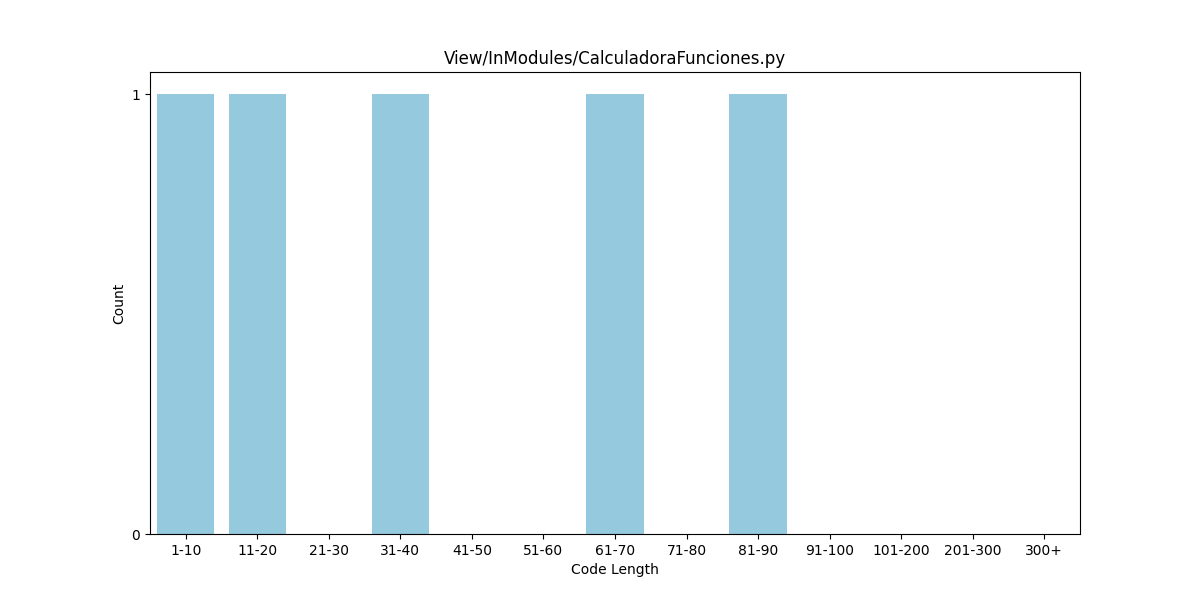 View/InModules/CalculadoraFunciones.py
1
0
Count
1-10 11-20 21-30 31-40 41-50 51-60 61-70 71-80 81-90 91-100 101-200 201-300 300+
Code Length